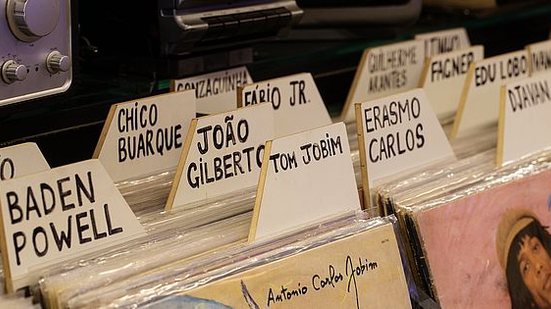 GONZAGUINHA
FÁBIO JR.
GUILHERME
ARANTES
FAGNER
EDU LOBO
DJAVAN
CHICO
BUARQUE
JOÃO
GILBERTO
TOM JOBIM
ERASMO
CARLOS
BADEN
POWELL
Antonio Carlos Jobim